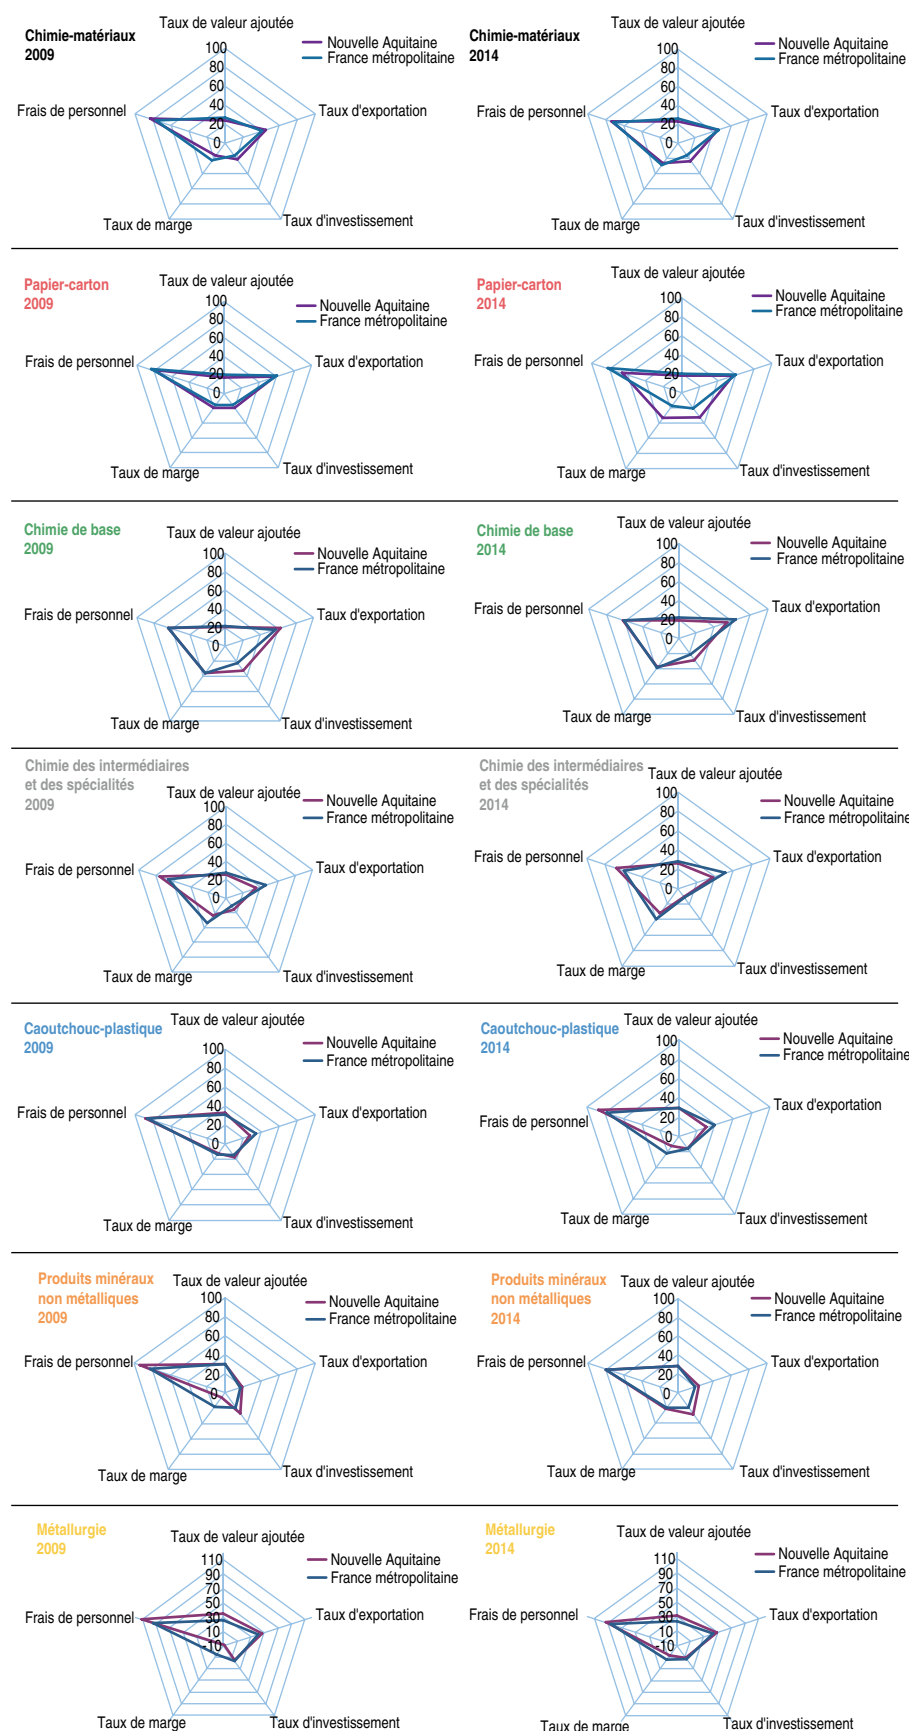 Chimie-matériaux
2009
Taux de valeur ajoutée
Nouvelle Aquitaine
France métropolitaine
100
80
60
40
20
0
Frais de personnel
Taux d'exportation
Taux de marge
Taux d'investissement
Chimie-matériaux
2014
Taux de valeur ajoutée
Nouvelle Aquitaine
France métropolitaine
100
80
60
40
20
0
Frais de personnel
Taux d'exportation
Taux de marge
Taux d'investissement
Papier-carton
2009
Taux de valeur ajoutée
Nouvelle Aquitaine
France métropolitaine
100
80
60
40
20
0
Frais de personnel
Taux d'exportation
Taux de marge
Taux d'investissement
Papier-carton
2014
Taux de valeur ajoutée
Nouvelle Aquitaine
France métropolitaine
100
80
60
40
20
0
Frais de personnel
Taux d'exportation
Taux de marge
Taux d'investissement
Chimie de base
2009
Taux de valeur ajoutée
Nouvelle Aquitaine
France métropolitaine
100
80
60
40
20
0
Frais de personnel
Taux d'exportation
Taux de marge
Taux d'investissement
Chimie de base
2014
Taux de valeur ajoutée
Nouvelle Aquitaine
France métropolitaine
100
80
60
40
20
0
Frais de personnel
Taux d'exportation
Taux de marge
Taux d'investissement
Chimie des intermédiaires
et des spécialités
2009
Taux de valeur ajoutée
Nouvelle Aquitaine
France métropolitaine
100
80
60
40
20
0
Frais de personnel
Taux d'exportation
Taux de marge
Taux d'investissement
Chimie des intermédiaires
et des spécialités
2014
Taux de valeur ajoutée
Nouvelle Aquitaine
France métropolitaine
100
80
60
40
20
0
Frais de personnel
Taux d'exportation
Taux de marge
Taux d'investissement
Caoutchouc-plastique
2009
Taux de valeur ajoutée
Nouvelle Aquitaine
France métropolitaine
100
80
60
40
20
0
Frais de personnel
Taux d'exportation
Taux de marge
Taux d'investissement
Caoutchouc-plastique
2014
Taux de valeur ajoutée
Nouvelle Aquitaine
France métropolitaine
100
80
60
40
20
0
Frais de personnel
Taux d'exportation
Taux de marge
Taux d'investissement
Produits minéraux
non métalliques
2009
Taux de valeur ajoutée
Nouvelle Aquitaine
France métropolitaine
100
80
60
40
20
0
Frais de personnel
Taux d'exportation
Taux de marge
Taux d'investissement
Produits minéraux
non métalliques
2014
Taux de valeur ajoutée
Nouvelle Aquitaine
France métropolitaine
100
80
60
40
20
0
Frais de personnel
Taux d'exportation
Taux de marge
Taux d'investissement
Métallurgie
2009
Taux de valeur ajoutée
Nouvelle Aquitaine
France métropolitaine
110
90
70
50
30
10
-10
Frais de personnel
Taux d'exportation
Taux de marge
Taux d'investissement
Métallurgie
2014
Taux de valeur ajoutée
Nouvelle Aquitaine
France métropolitaine
110
90
70
50
30
10
-10
Frais de personnel
Taux d'exportation
Taux de marge
Taux d'investissement